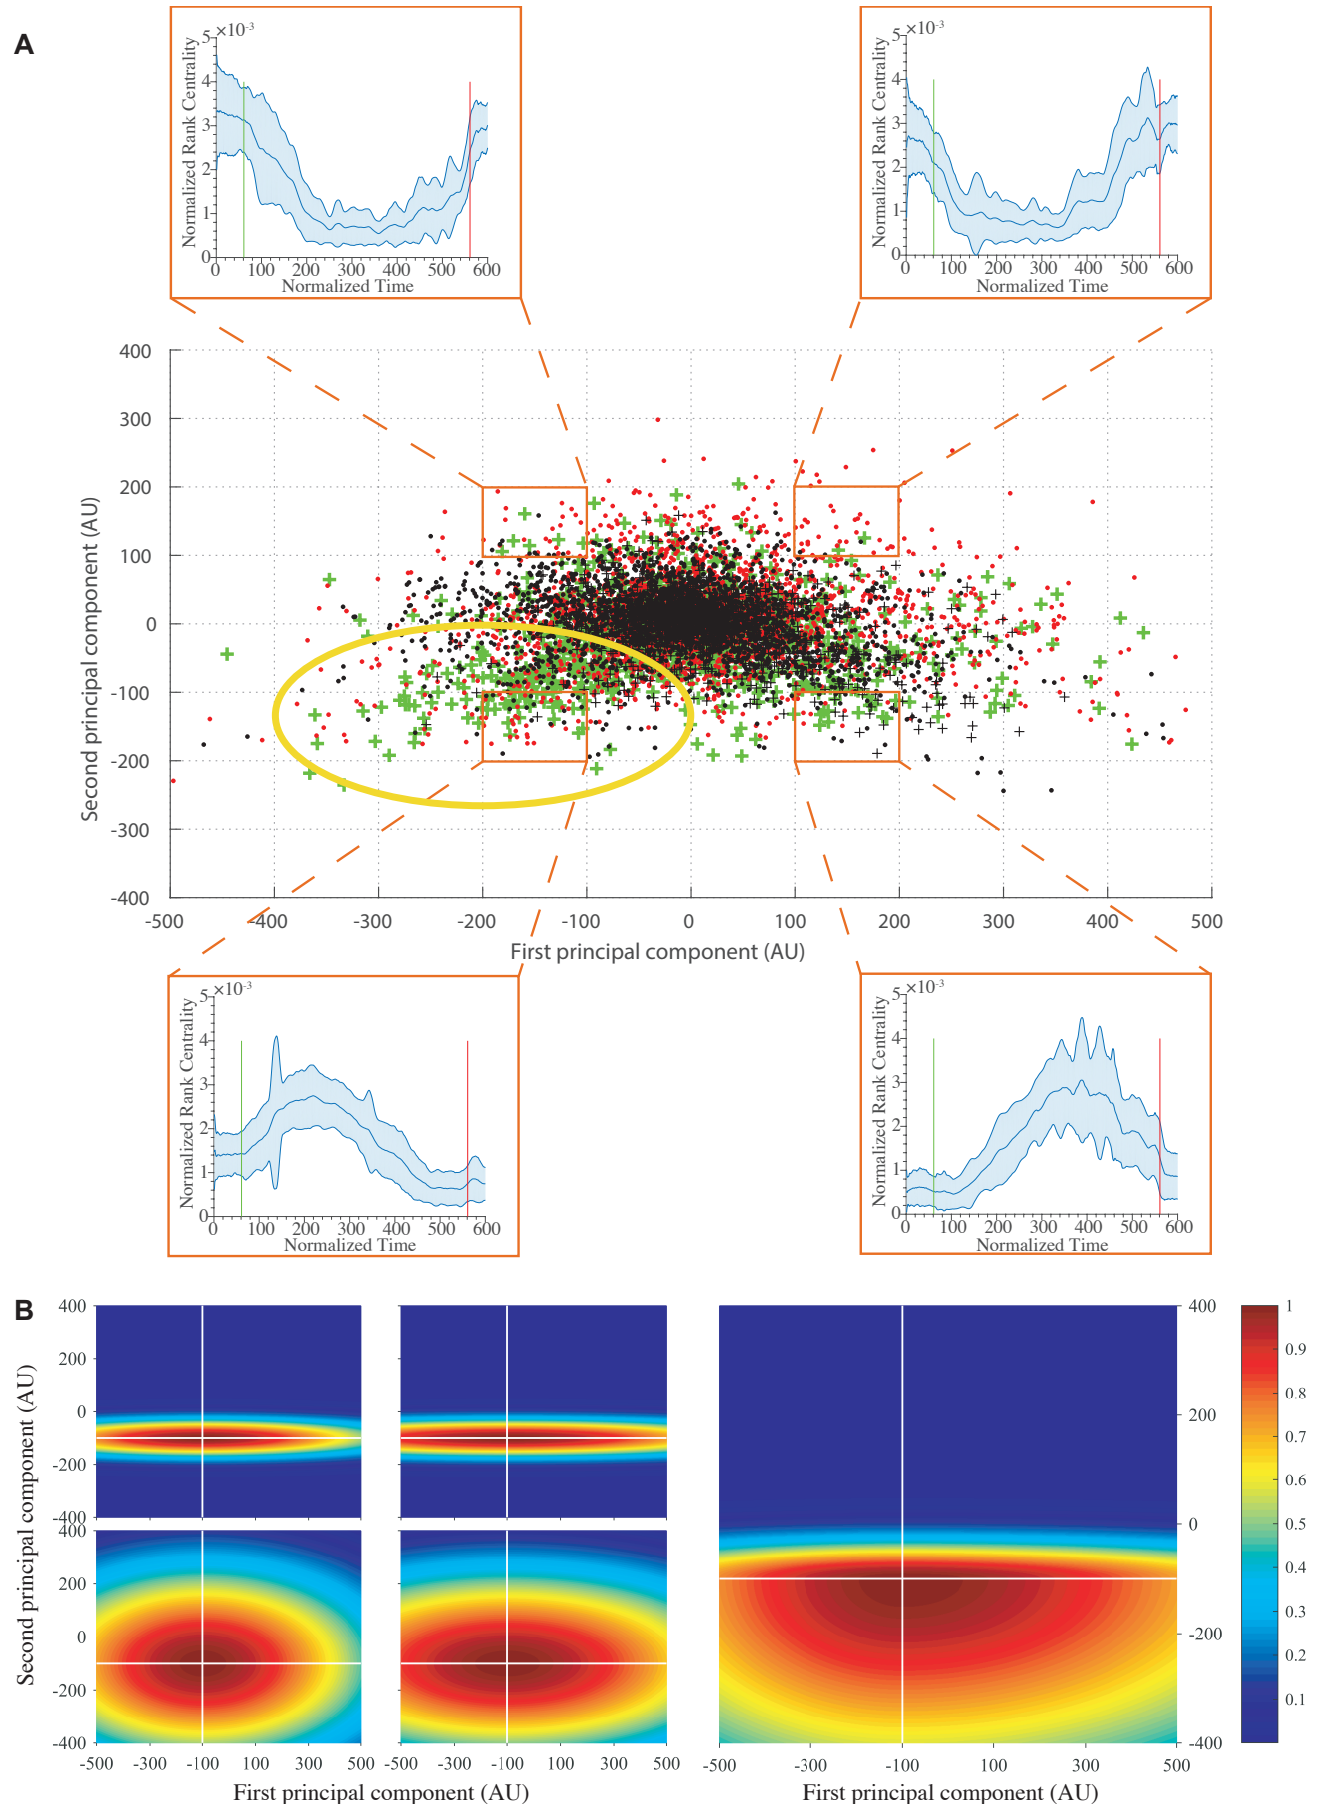 A
5 ×10-3
4
3
2
1
0
Normalized Rank Centrality
0 100 200 300 400 500 600
Normalized Time
5 ×10-3
4
3
2
1
0
Normalized Rank Centrality
0 100 200 300 400 500 600
Normalized Time
400
300
200
100
0
-100
-200
-300
-400
Second principal component (AU)
-500 -400 -300 -200 -100 0 100 200 300 400 500
First principal component (AU)
5 ×10-3
4
3
2
1
0
Normalized Rank Centrality
0 100 200 300 400 500 600
Normalized Time
5 ×10-3
4
3
2
1
0
Normalized Rank Centrality
0 100 200 300 400 500 600
Normalized Time
B
400
200
0
-200
-400
400
200
0
-200
-400
Second principal component (AU)
-500 -300 -100 100 300 500
-500 -300 -100 100 300 500
First principal component (AU)
400
200
0
-200
-400
-500 -300 -100 100 300 500
First principal component (AU)
1
0.9
0.8
0.7
0.6
0.5
0.4
0.3
0.2
0.1